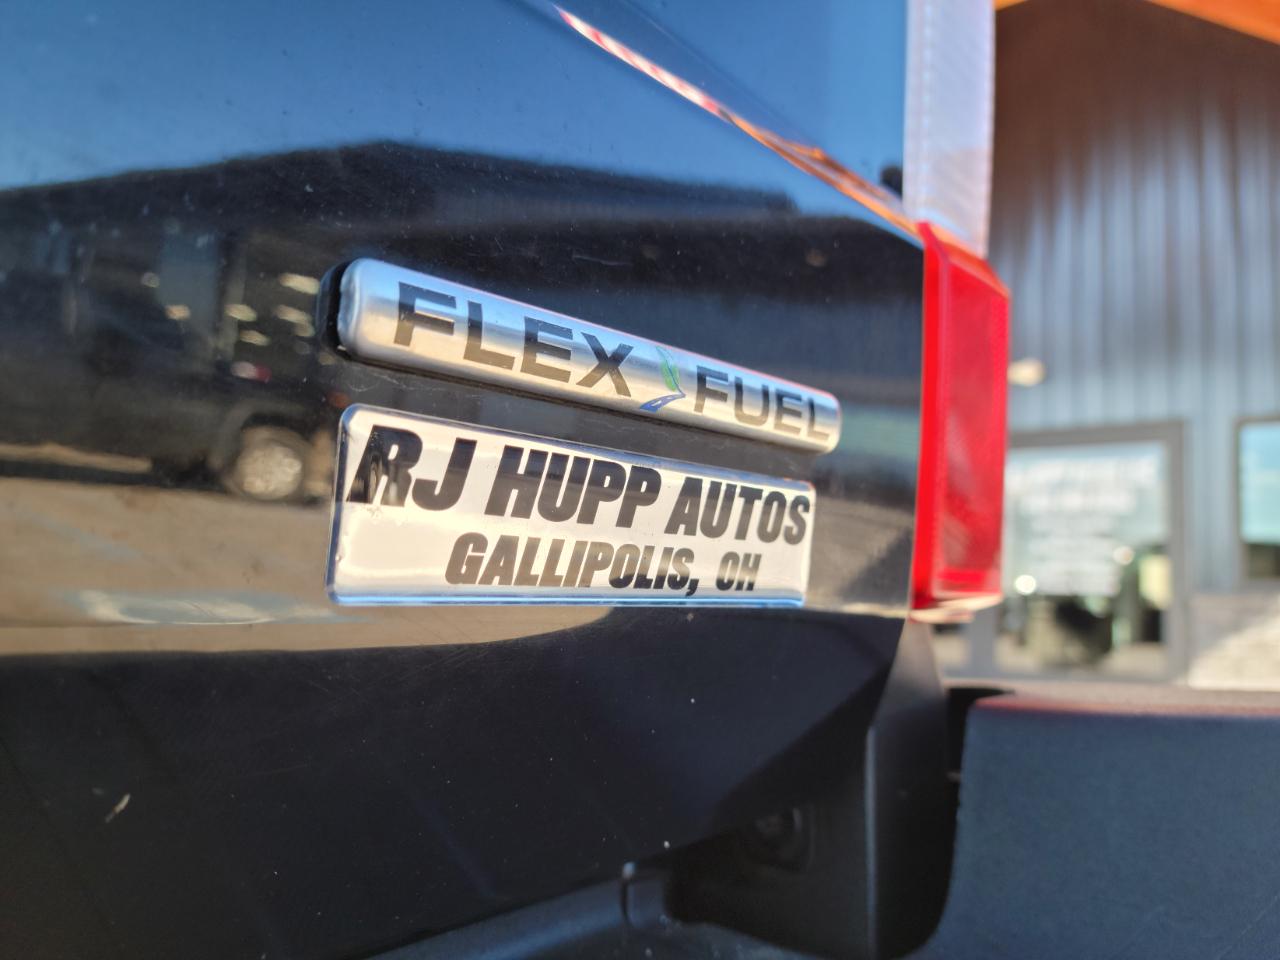 FLEX FUEL
RJ HUPP AUTOS
GALLIPOLIS, OH